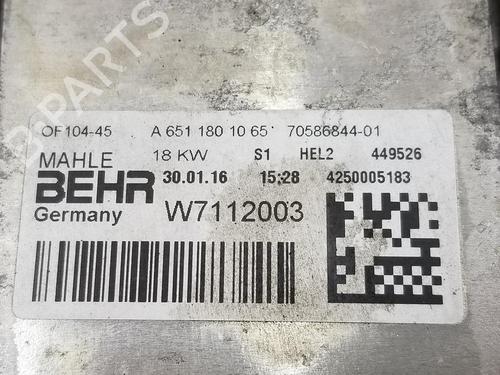 OF104-45 A 651 180 10 65 70586844-01
MAHLE 18 KW S1 HEL2 449526
BEHR 30.01.16 15:28 4250005183
Germany W7112003
B PARTS